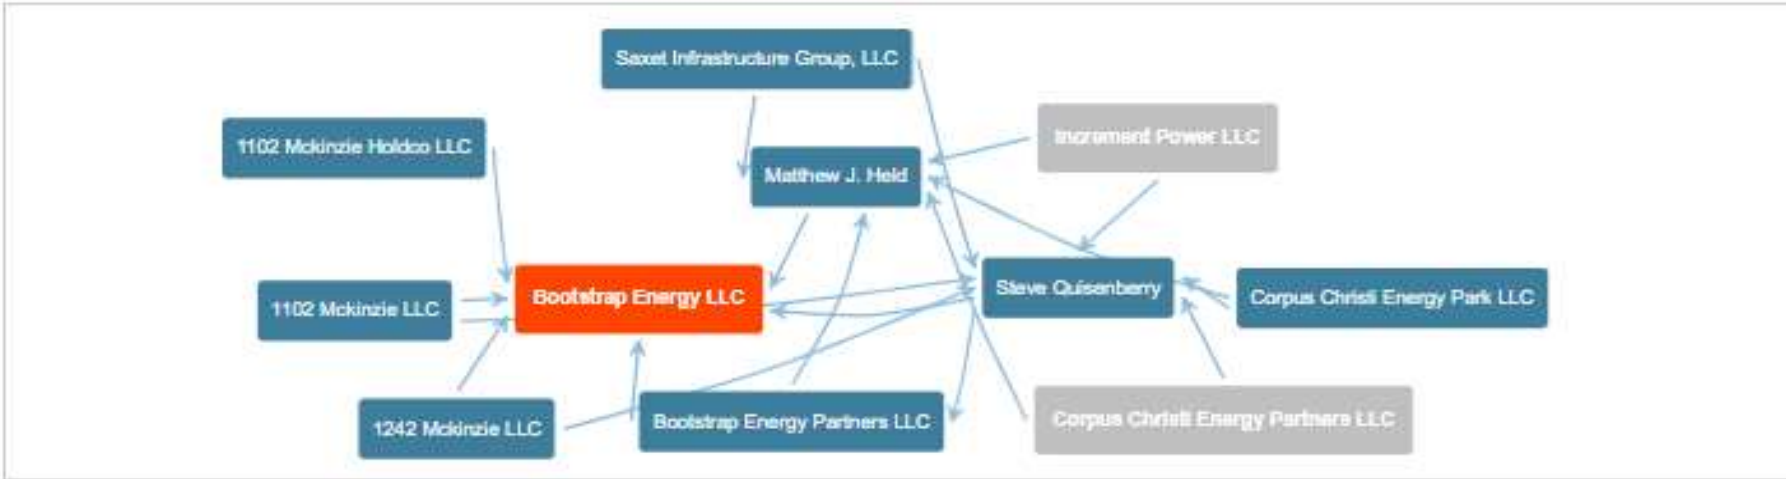 Saxet Infrastructure Group, LLC
1102 Mckinzie Holdco LLC
Increment Power LLC
Matthew J. Held
Bootstrap Energy LLC
Steve Quisenberry
1102 Mckinzie LLC
Corpus Christi Energy Park LLC
1242 Mckinzie LLC
Bootstrap Energy Partners LLC
Corpus Christi Energy Partners LLC